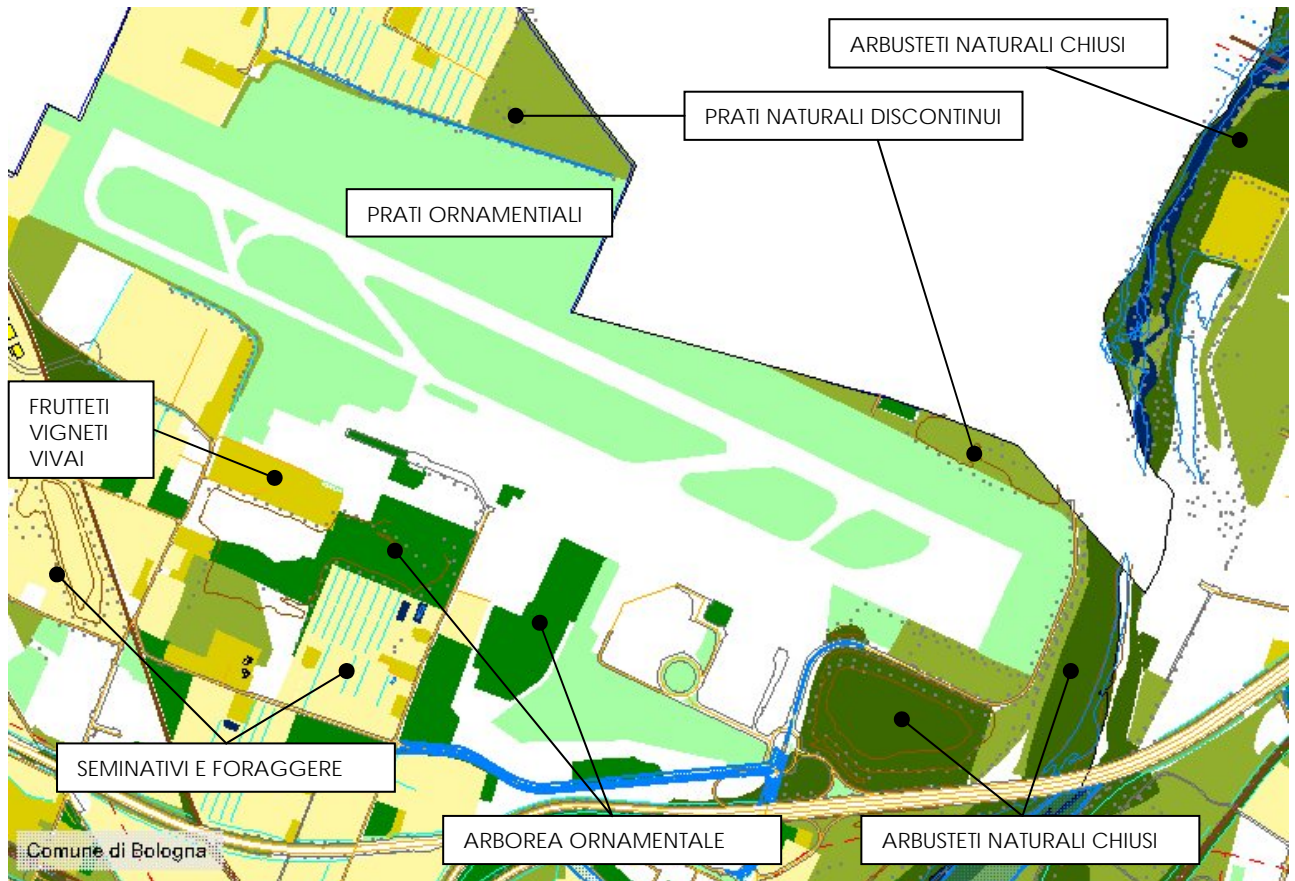 ARBUSTETI NATURALI CHIUSI
PRATI NATURALI DISCONTINUI
PRATI ORNAMENTIALI
FRUTTETI
VIGNETI
VIVAI
SEMINATIVI E FORAGGERE
ARBOREA ORNAMENTALE
ARBUSTETI NATURALI CHIUSI
Comune di Bologna